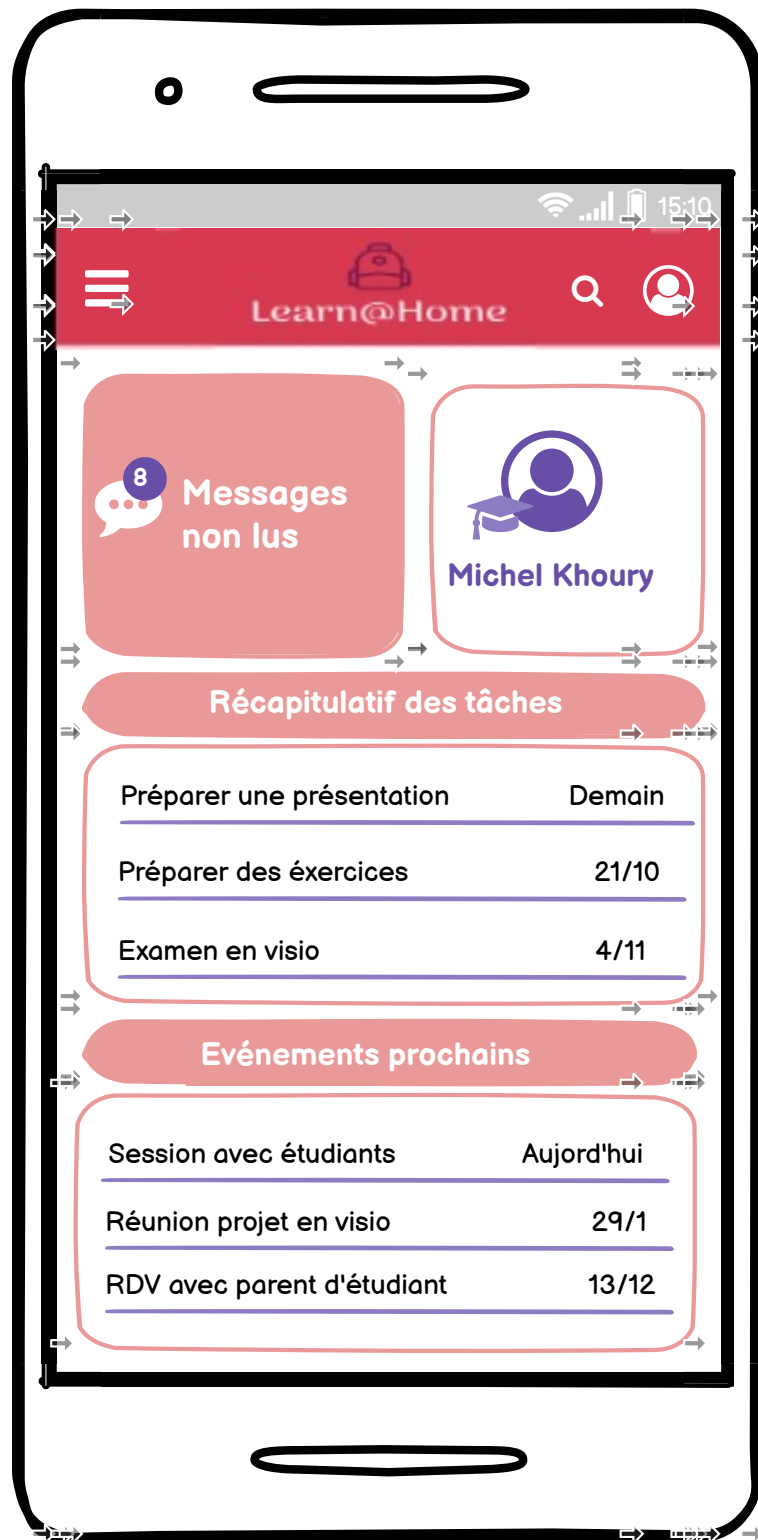 15:10
Learn@Home
8
Messages
non lus
Michel Khoury
Récapitulatif des tâches
Préparer une présentation Demain
Préparer des éxercices 21/10
Examen en visio 4/11
Evénements prochains
Session avec étudiants Aujord'hui
Réunion projet en visio 29/1
RDV avec parent d'étudiant 13/12